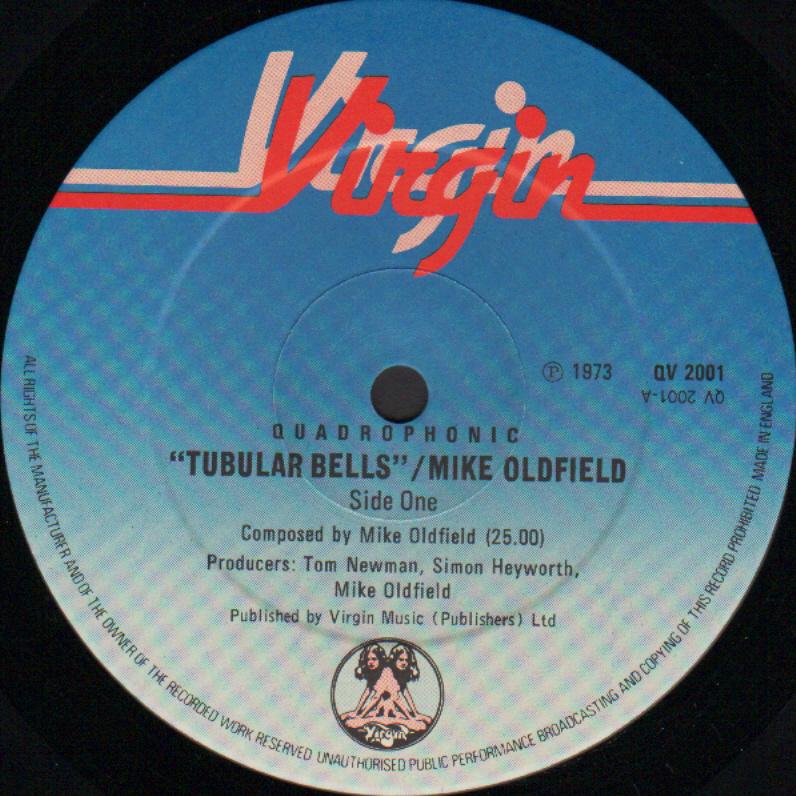 Virgin
℗ 1973 QV 2001
QV 2001-A
QUADROPHONIC
“TUBULAR BELLS”/MIKE OLDFIELD
Side One
Composed by Mike Oldfield (25.00)
Producers: Tom Newman, Simon Heyworth,
Mike Oldfield
Published by Virgin Music (Publishers) Ltd
Virgin
ALL RIGHTS OF THE MANUFACTURER AND OF THE OWNER OF THE RECORDED WORK RESERVED UNAUTHORISED PUBLIC PERFORMANCE BROADCASTING AND COPYING OF THIS RECORD PROHIBITED MADE IN ENGLAND